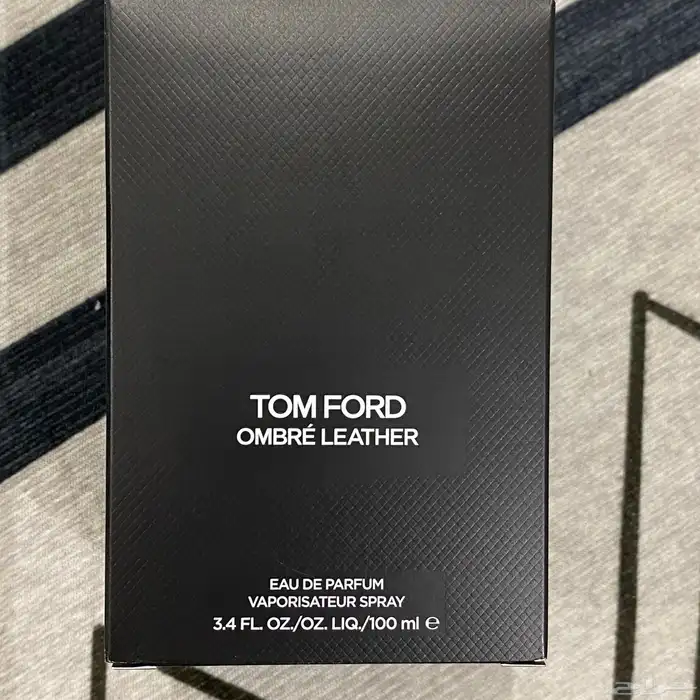 TOM FORD
OMBRÉ LEATHER
EAU DE PARFUM
VAPORISATEUR SPRAY
3.4 FL. OZ./OZ. LIQ./100 ml ℮